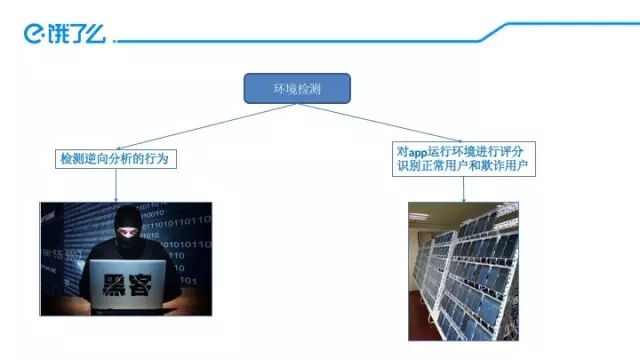 饿了么
环境检测
检测逆向分析的行为
对app运行环境进行评分
识别正常用户和欺诈用户
黑客